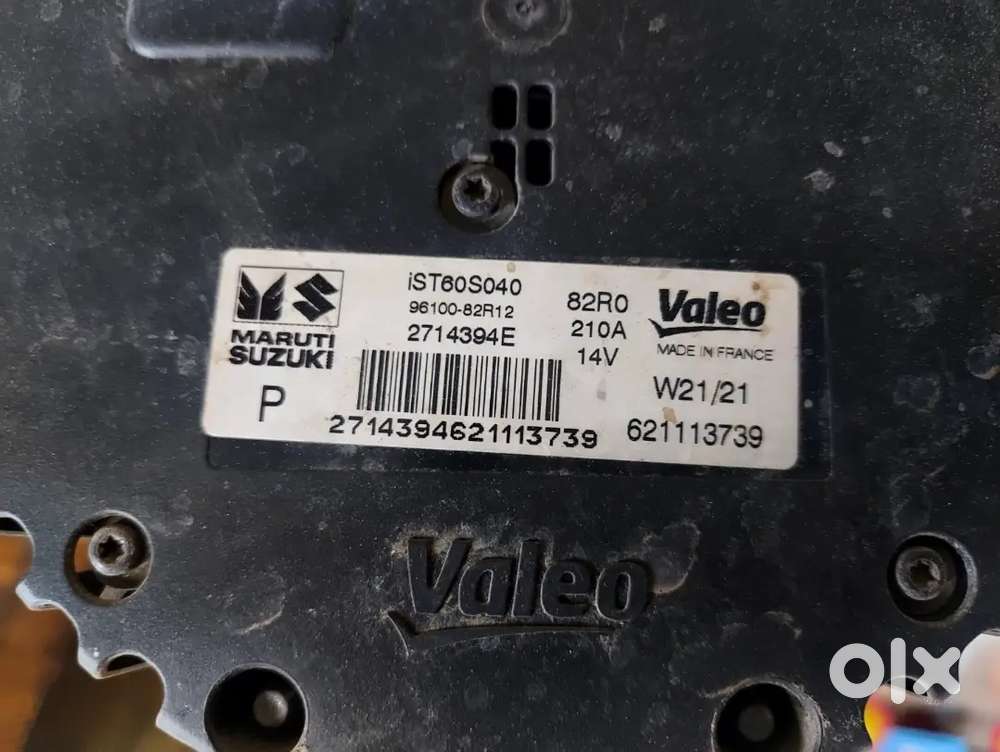 MARUTI
SUZUKI
P
iST60S040
96100-82R12
2714394E
82R0
210A
14V
Valeo
MADE IN FRANCE
W21/21
2714394621113739
621113739
Valeo
olx